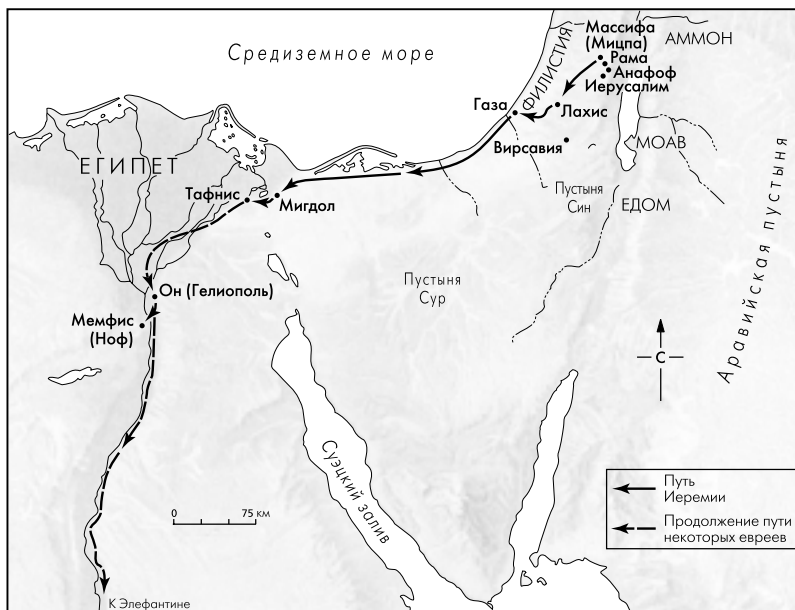 Средиземное море
Массифа
(Мицпа)
АММОН
Рама
Анафоф
Иерусалим
ФИЛИСТИЯ
Газа
Лахис
Вирсавия
МОАВ
ЕГИПЕТ
Тафнис
Мигдол
Пустыня
Син
ЕДОМ
Аравийская пустыня
Пустыня
Сур
Он (Гелиополь)
Мемфис
(Ноф)
С
Суэцкий залив
0 75 км
Путь
Иеремии
Продолжение пути
некоторых евреев
К Элефантине